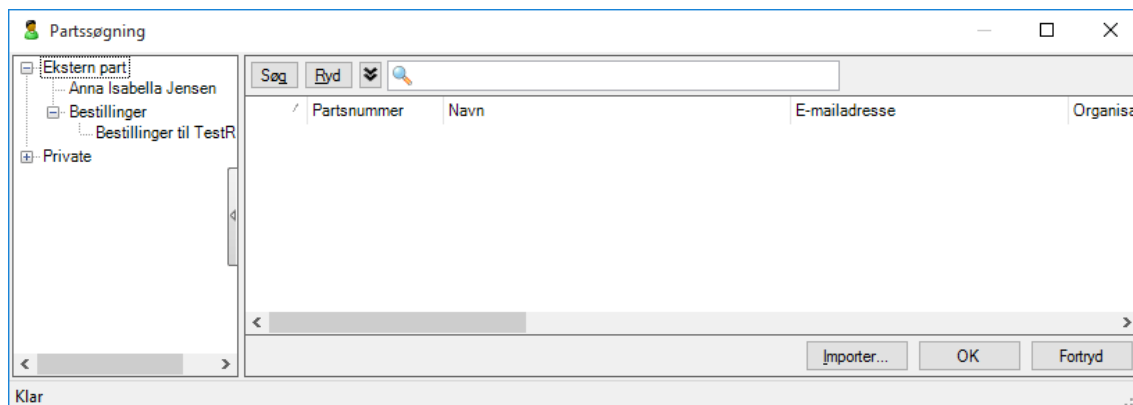 Partssøgning
Ekstern part
Anna Isabella Jensen
Bestillinger
Bestillinger til TestR
Private
Søg Ryd
Partsnummer Navn E-mailadresse Organisa
Importer... OK Fortryd
Klar